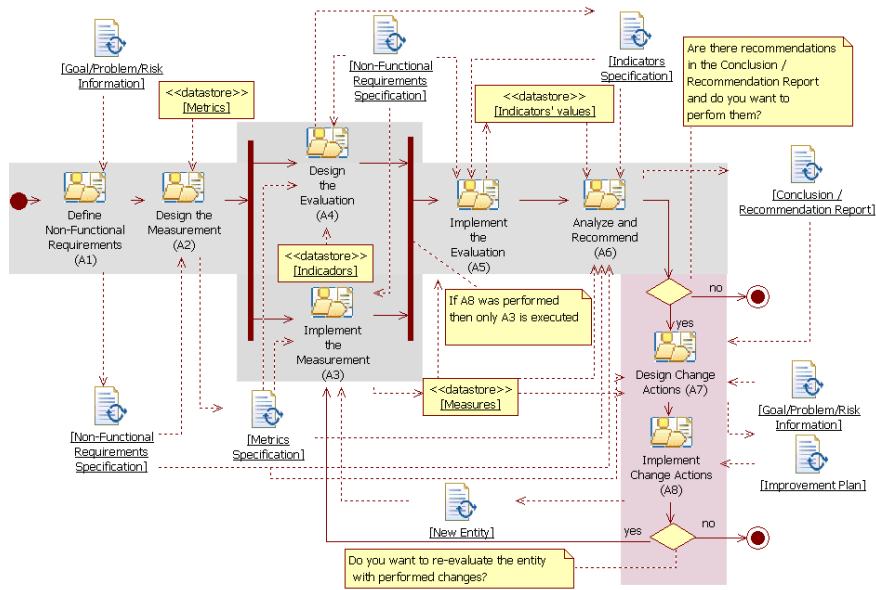 [Goal/Problem/Risk
Information]
<<datastore>>
[Metrics]
[Non-Functional
Requirements
Specification]
[Indicators
Specification]
<<datastore>>
[Indicators' values]
Are there recommendations
in the Conclusion /
Recommendation Report
and do you want to
perfom them?
Define
Non-Functional
Requirements
(A1)
Design the
Measurement
(A2)
Design
the
Evaluation
(A4)
Implement
the
Evaluation
(A5)
Analyze and
Recommend
(A6)
[Conclusion /
Recommendation Report]
<<datastore>>
[Indicadors]
If A8 was performed
then only A3 is executed
Implement
the
Measurement
(A3)
no
yes
Design Change
Actions (A7)
<<datastore>>
[Measures]
[Goal/Problem/Risk
Information]
[Non-Functional
Requirements
Specification]
[Metrics
Specification]
Implement
Change Actions
(A8)
[Improvement Plan]
[New Entity]
yes
no
Do you want to re-evaluate the entity
with performed changes?